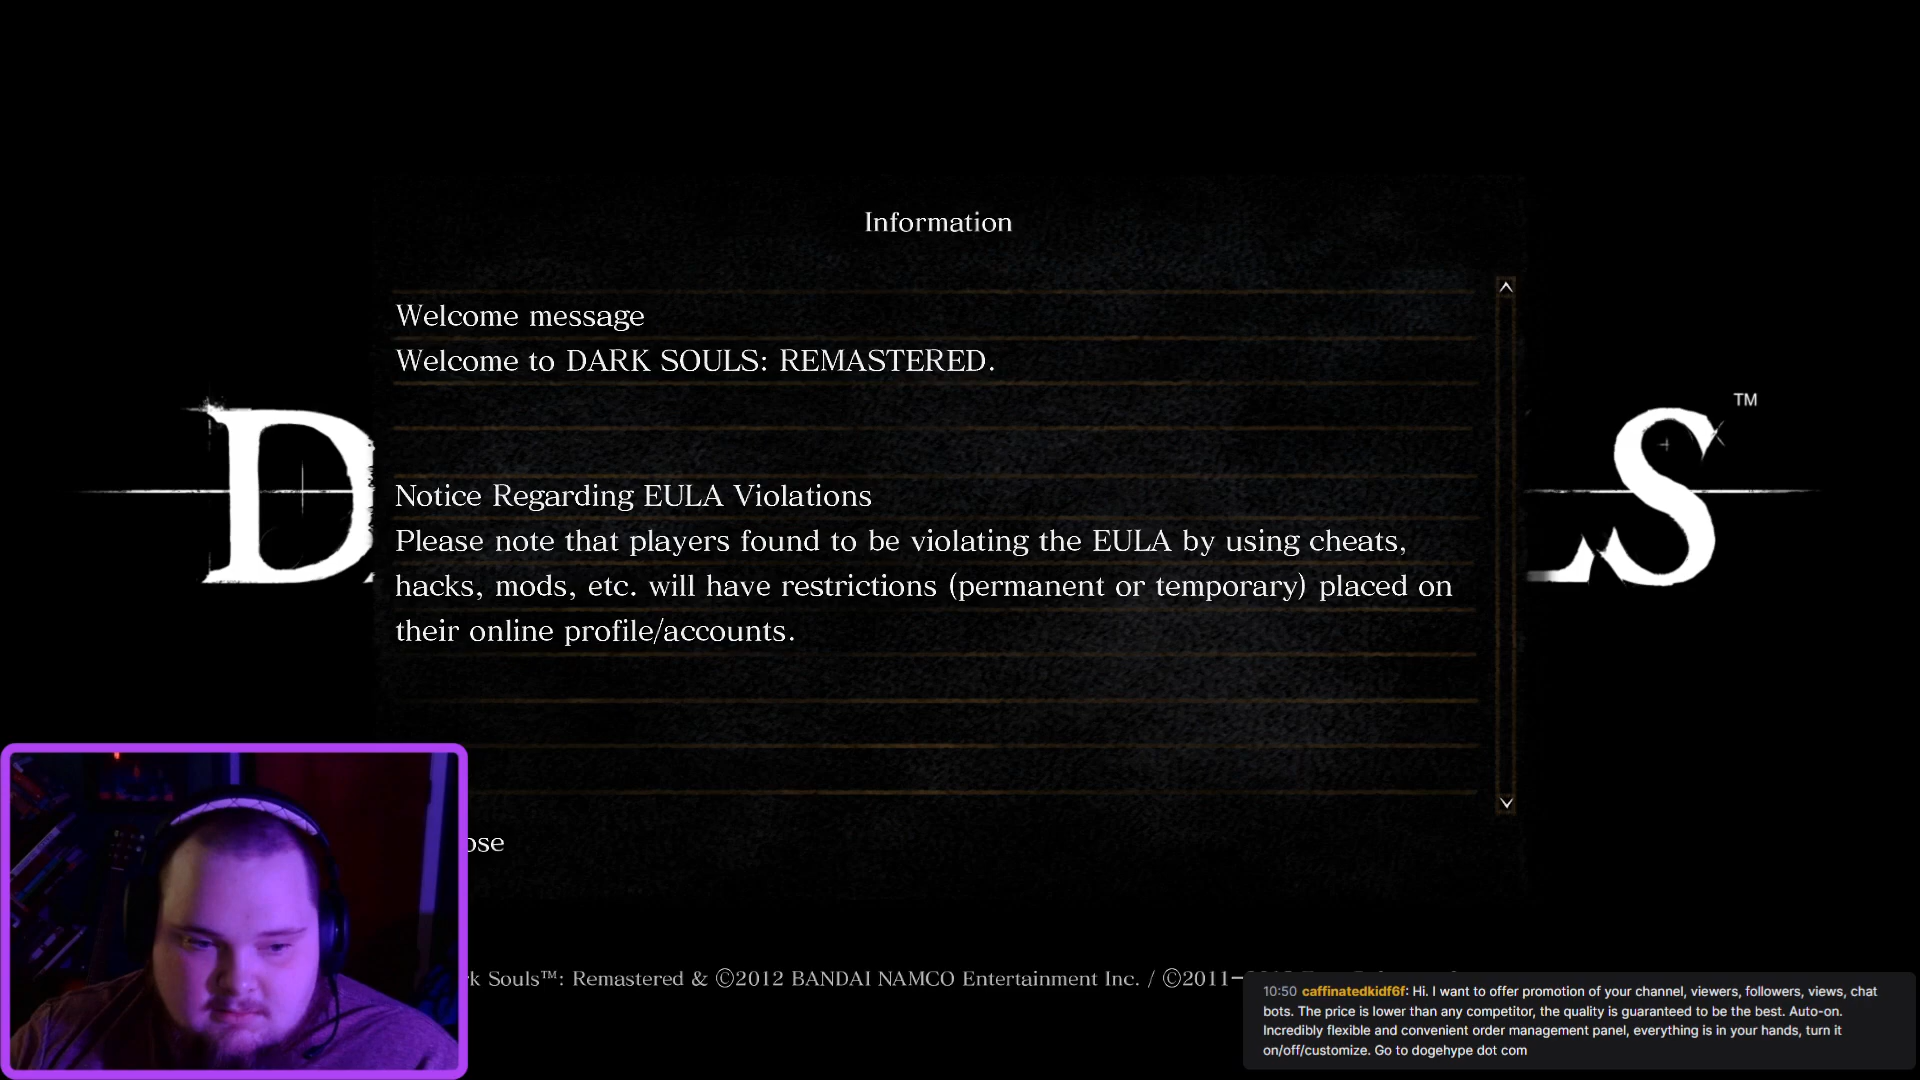 Information
Welcome message
Welcome to DARK SOULS: REMASTERED.
D
LS
TM
Notice Regarding EULA Violations
Please note that players found to be violating the EULA by using cheats,
hacks, mods, etc. will have restrictions (permanent or temporary) placed on
their online profile/accounts.
ose
k Souls™: Remastered & ©2012 BANDAI NAMCO Entertainment Inc. / ©2011–
10:50 caffinatedkidf6f: Hi. I want to offer promotion of your channel, viewers, followers, views, chat
bots. The price is lower than any competitor, the quality is guaranteed to be the best. Auto-on.
Incredibly flexible and convenient order management panel, everything is in your hands, turn it
on/off/customize. Go to dogehype dot com